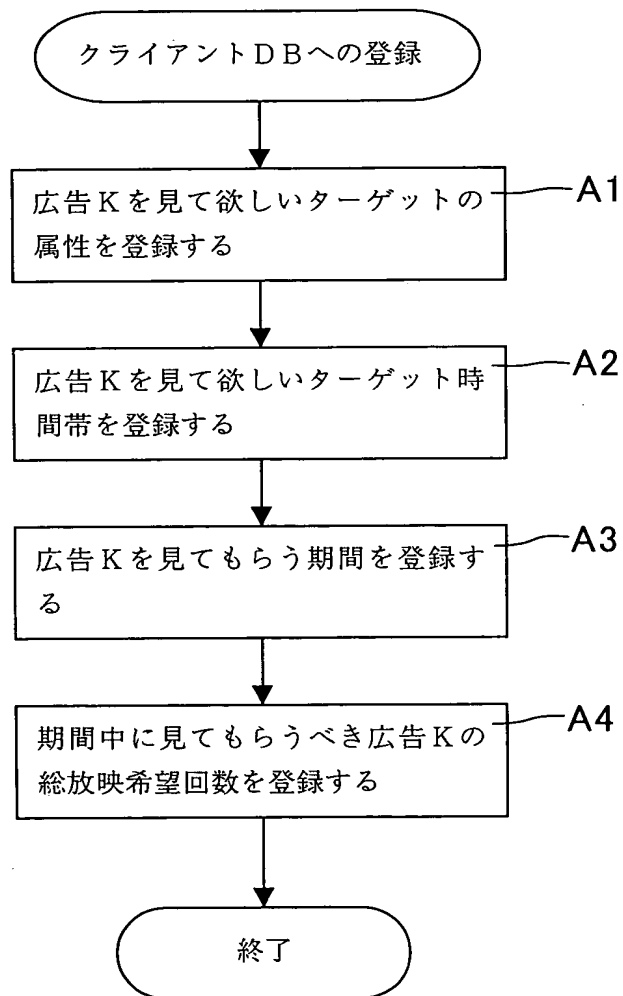 クライアントＤＢへの登録
広告Ｋを見て欲しいターゲットの
属性を登録する
A1
広告Ｋを見て欲しいターゲット時
間帯を登録する
A2
広告Ｋを見てもらう期間を登録す
る
A3
期間中に見てもらうべき広告Ｋの
総放映希望回数を登録する
A4
終了